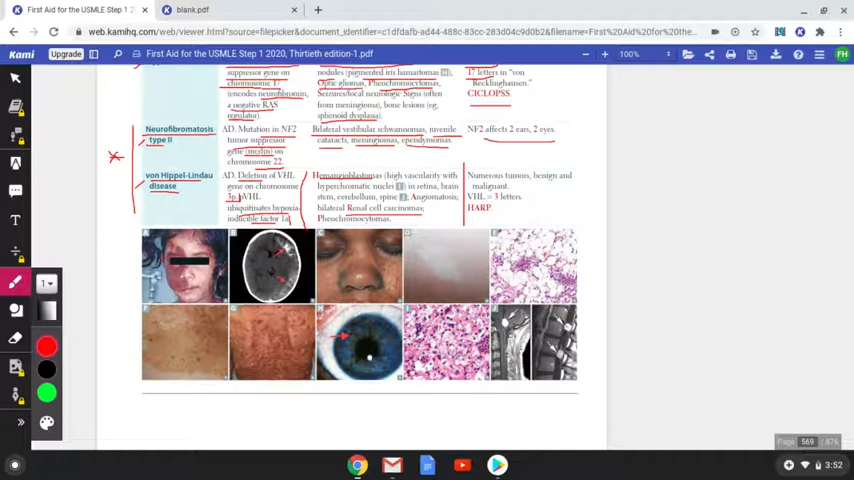 First Aid for the USMLE Step 1 2
blank.pdf
web.kamihq.com/web/viewer.html?source=filepicker&document_identifier=c1dfdafb-ad44-488c-83bc-203d04c9d0b2&filename=First%20Aid%20for%20the...
Kami
Upgrade
First Aid for the USMLE Step 1 2020, Thirtieth edition-1.pdf
100%
FH
suppressor gene on
chromosome 17
(encodes neurofibromin,
a negative RAS
regulator).
nodules (pigmented iris hamartomas
Optic gliomas, Pheochromocytomas,
Seizures/focal neurologic Signs (often
from meningioma), bone lesions (eg,
sphenoid dysplasia).
17 letters in "von
Recklinghausen."
CICLOPSS.
Neurofibromatosis
type II
AD. Mutation in NF2
tumor suppressor
gene (merlin) on
chromosome 22.
Bilateral vestibular schwannomas, juvenile
cataracts, meningiomas, ependymomas.
NF2 affects 2 ears, 2 eyes.
von Hippel-Lindau
disease
AD. Deletion of VHL
gene on chromosome
3p. pVHL
ubiquitinates hypoxia-
inducible factor 1a.
Hemangioblastomas (high vascularity with
hyperchromatic nuclei I) in retina, brain
stem, cerebellum, spine J; Angiomatosis;
bilateral Renal cell carcinomas;
Pheochromocytomas.
Numerous tumors, benign and
malignant.
VHL = 3 letters.
HARP.
A B C D E
F G H I J
1
T
Page 569 / 876
3:52